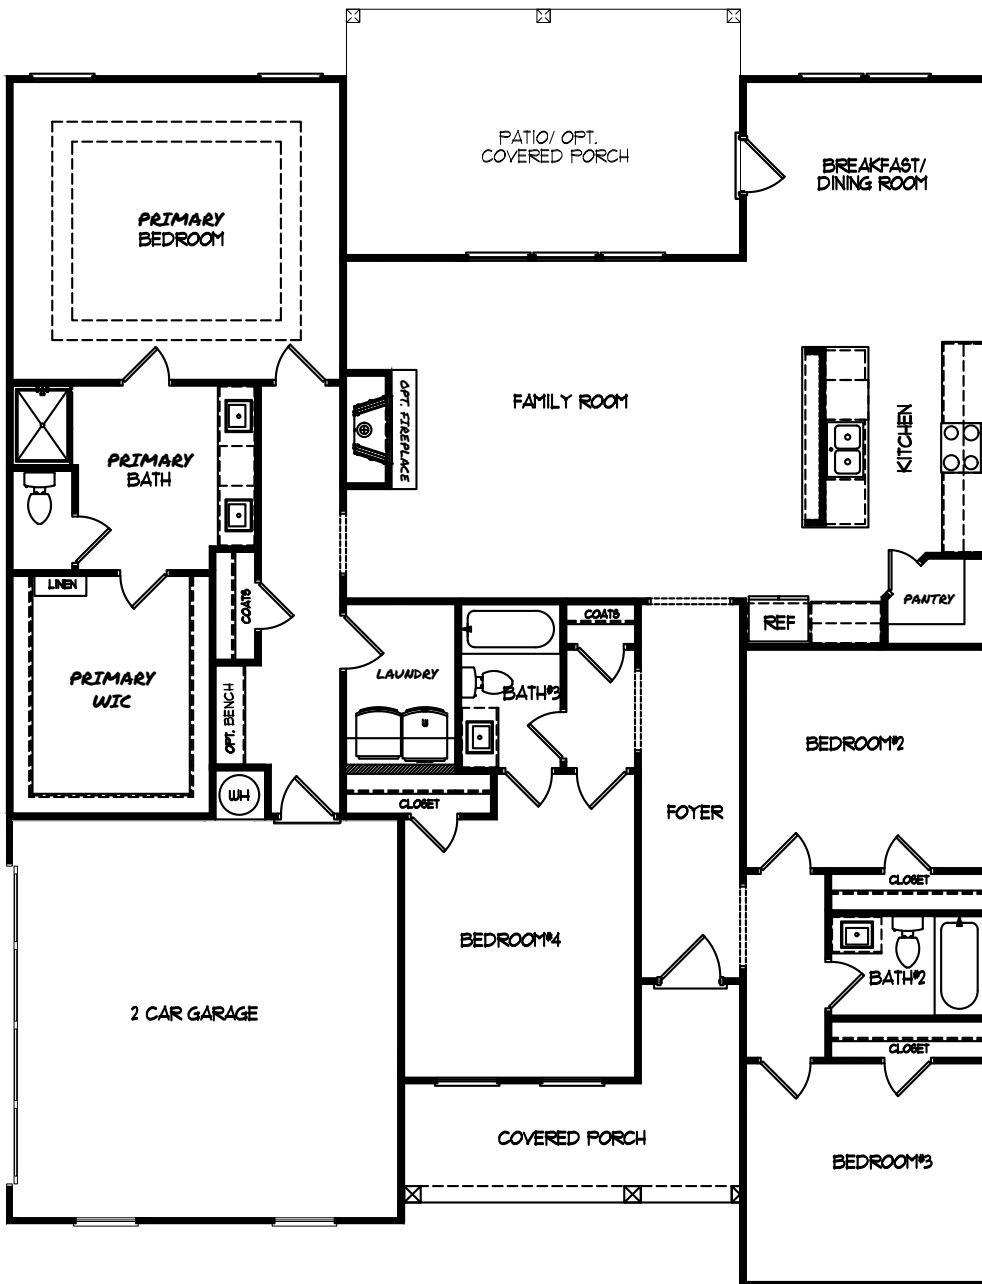 PATIO/ OPT.
COVERED PORCH
BREAKFAST/
DINING ROOM
PRIMARY
BEDROOM
FAMILY ROOM
OPT. FIREPLACE
KITCHEN
PRIMARY
BATH
LINEN
COATS
PANTRY
REF
COATS
LAUNDRY
BATH#3
PRIMARY
WIC
OPT. BENCH
BEDROOM#2
WH
CLOSET
FOYER
CLOSET
BEDROOM#4
BATH#2
2 CAR GARAGE
CLOSET
COVERED PORCH
BEDROOM#3